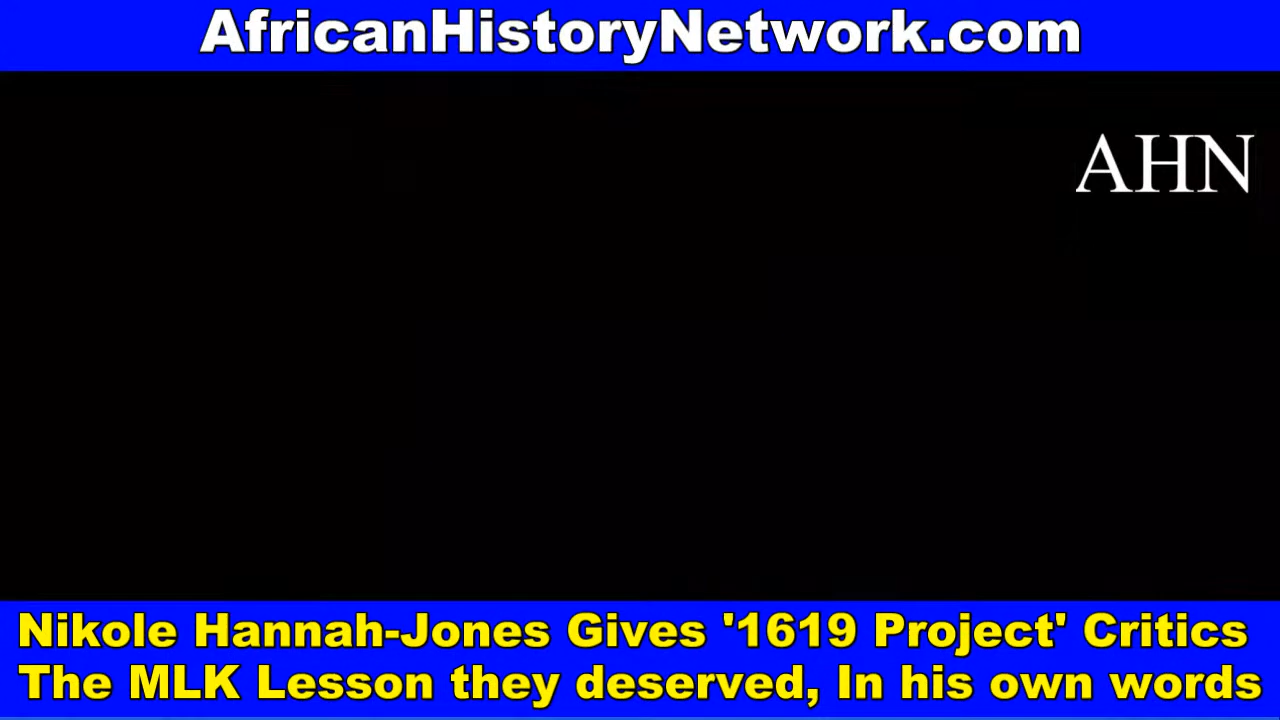 AfricanHistoryNetwork.com
AHN
Nikole Hannah-Jones Gives '1619 Project' Critics
The MLK Lesson they deserved, In his own words